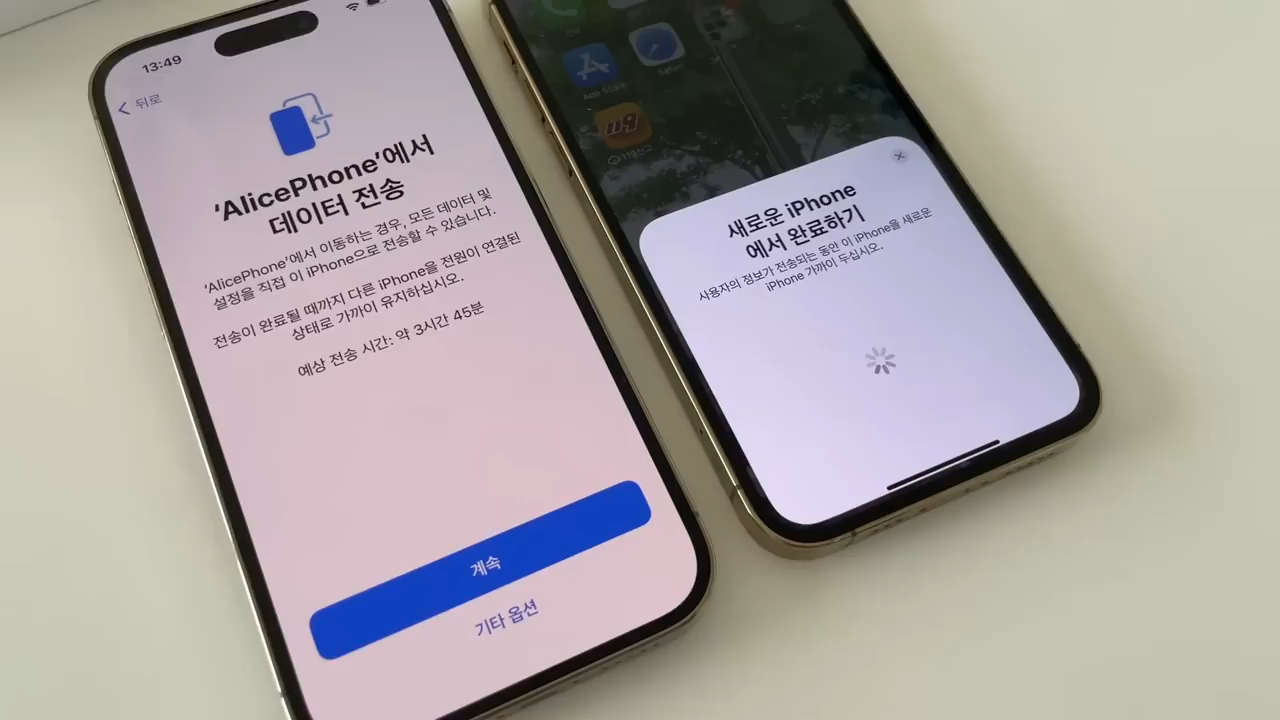 13:49
뒤로
‘AlicePhone’에서
데이터 전송
‘AlicePhone’에서 이동하는 경우, 모든 데이터 및
설정을 직접 이 iPhone으로 전송할 수 있습니다.
전송이 완료될 때까지 다른 iPhone을 전원이 연결된
상태로 가까이 유지하십시오.
예상 전송 시간: 약 3시간 45분
계속
기타 옵션
App Store
Safari
119
119신고
새로운 iPhone
에서 완료하기
사용자의 정보가 전송되는 동안 이 iPhone을 새로운
iPhone 가까이 두십시오.